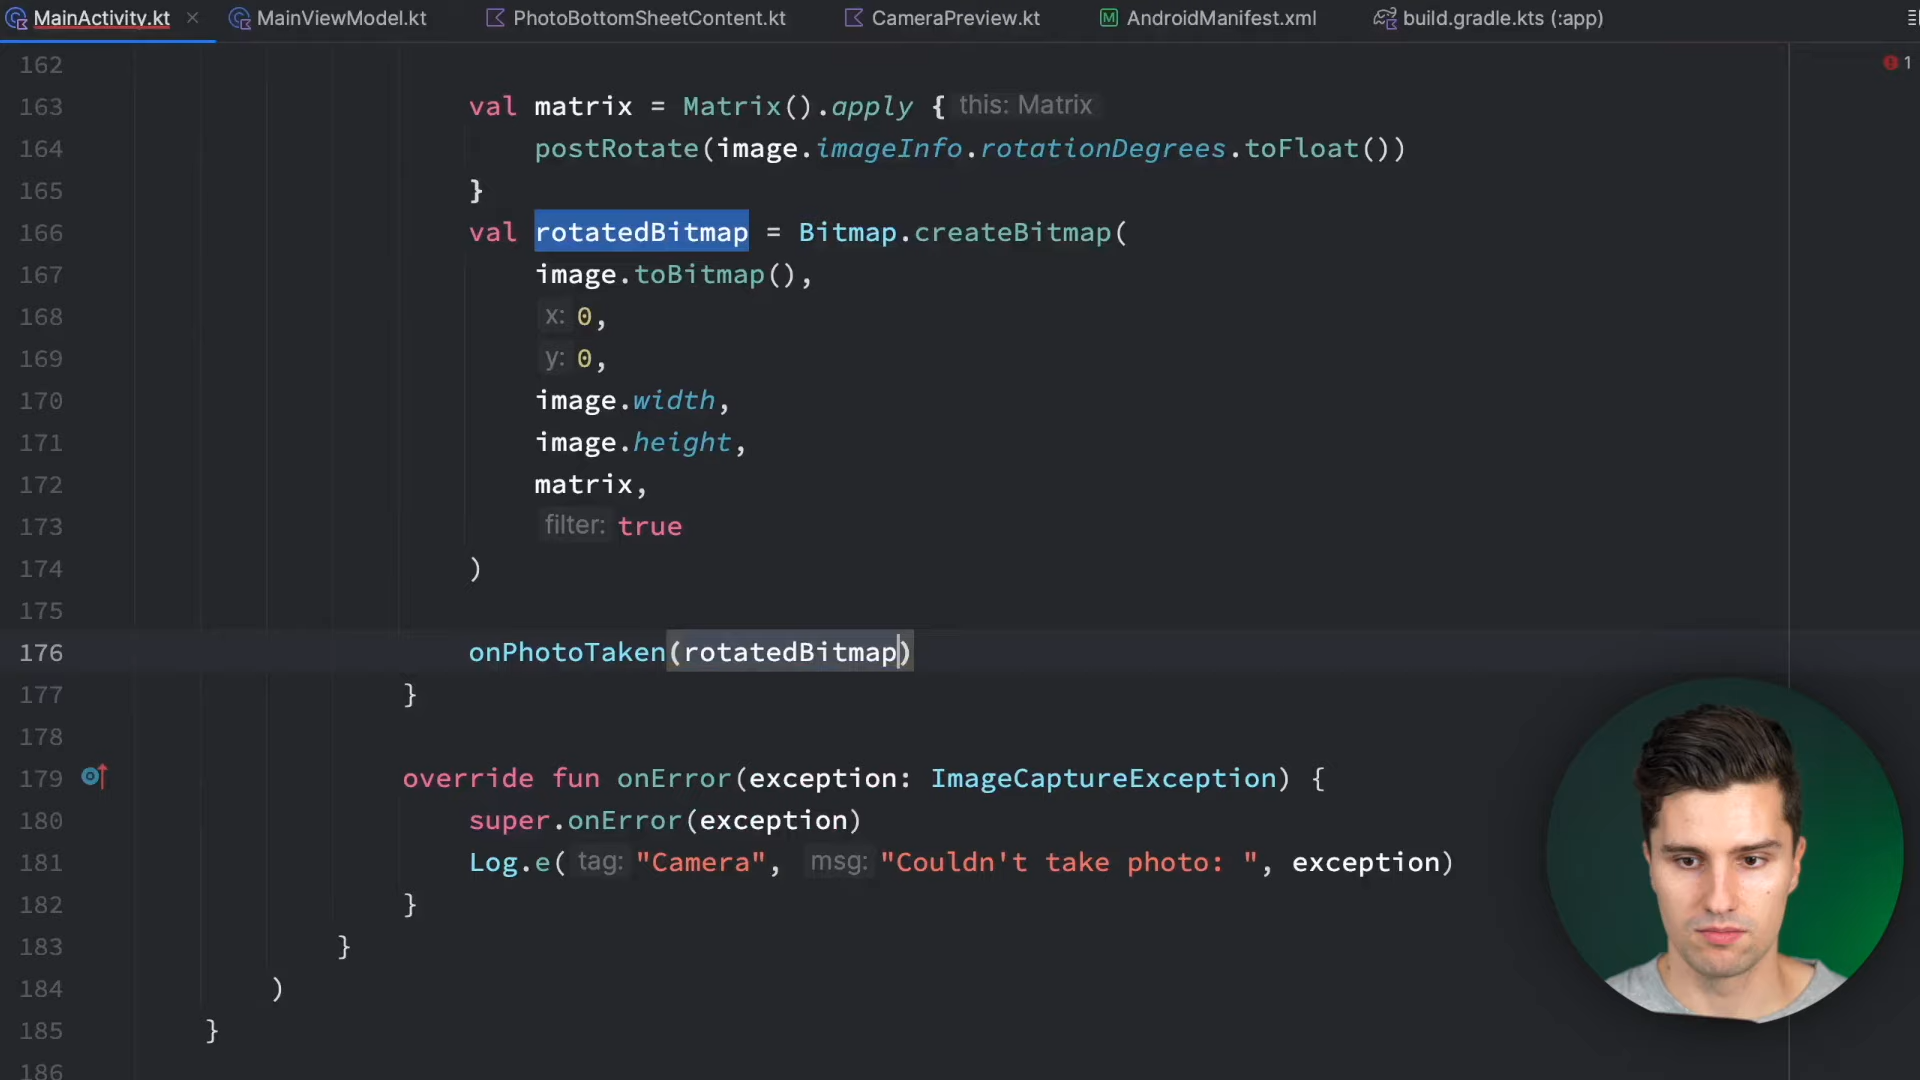 MainActivity.kt
MainViewModel.kt
PhotoBottomSheetContent.kt
CameraPreview.kt
AndroidManifest.xml
build.gradle.kts (:app)
1
162
163 val matrix = Matrix().apply { this: Matrix
164 postRotate(image.imageInfo.rotationDegrees.toFloat())
165 }
166 val rotatedBitmap = Bitmap.createBitmap(
167 image.toBitmap(),
168 x: 0,
169 y: 0,
170 image.width,
171 image.height,
172 matrix,
173 filter: true
174 )
175
176 onPhotoTaken(rotatedBitmap)
177 }
178
179 override fun onError(exception: ImageCaptureException) {
180 super.onError(exception)
181 Log.e( tag: "Camera", msg: "Couldn't take photo: ", exception)
182 }
183 }
184 )
185 }
186